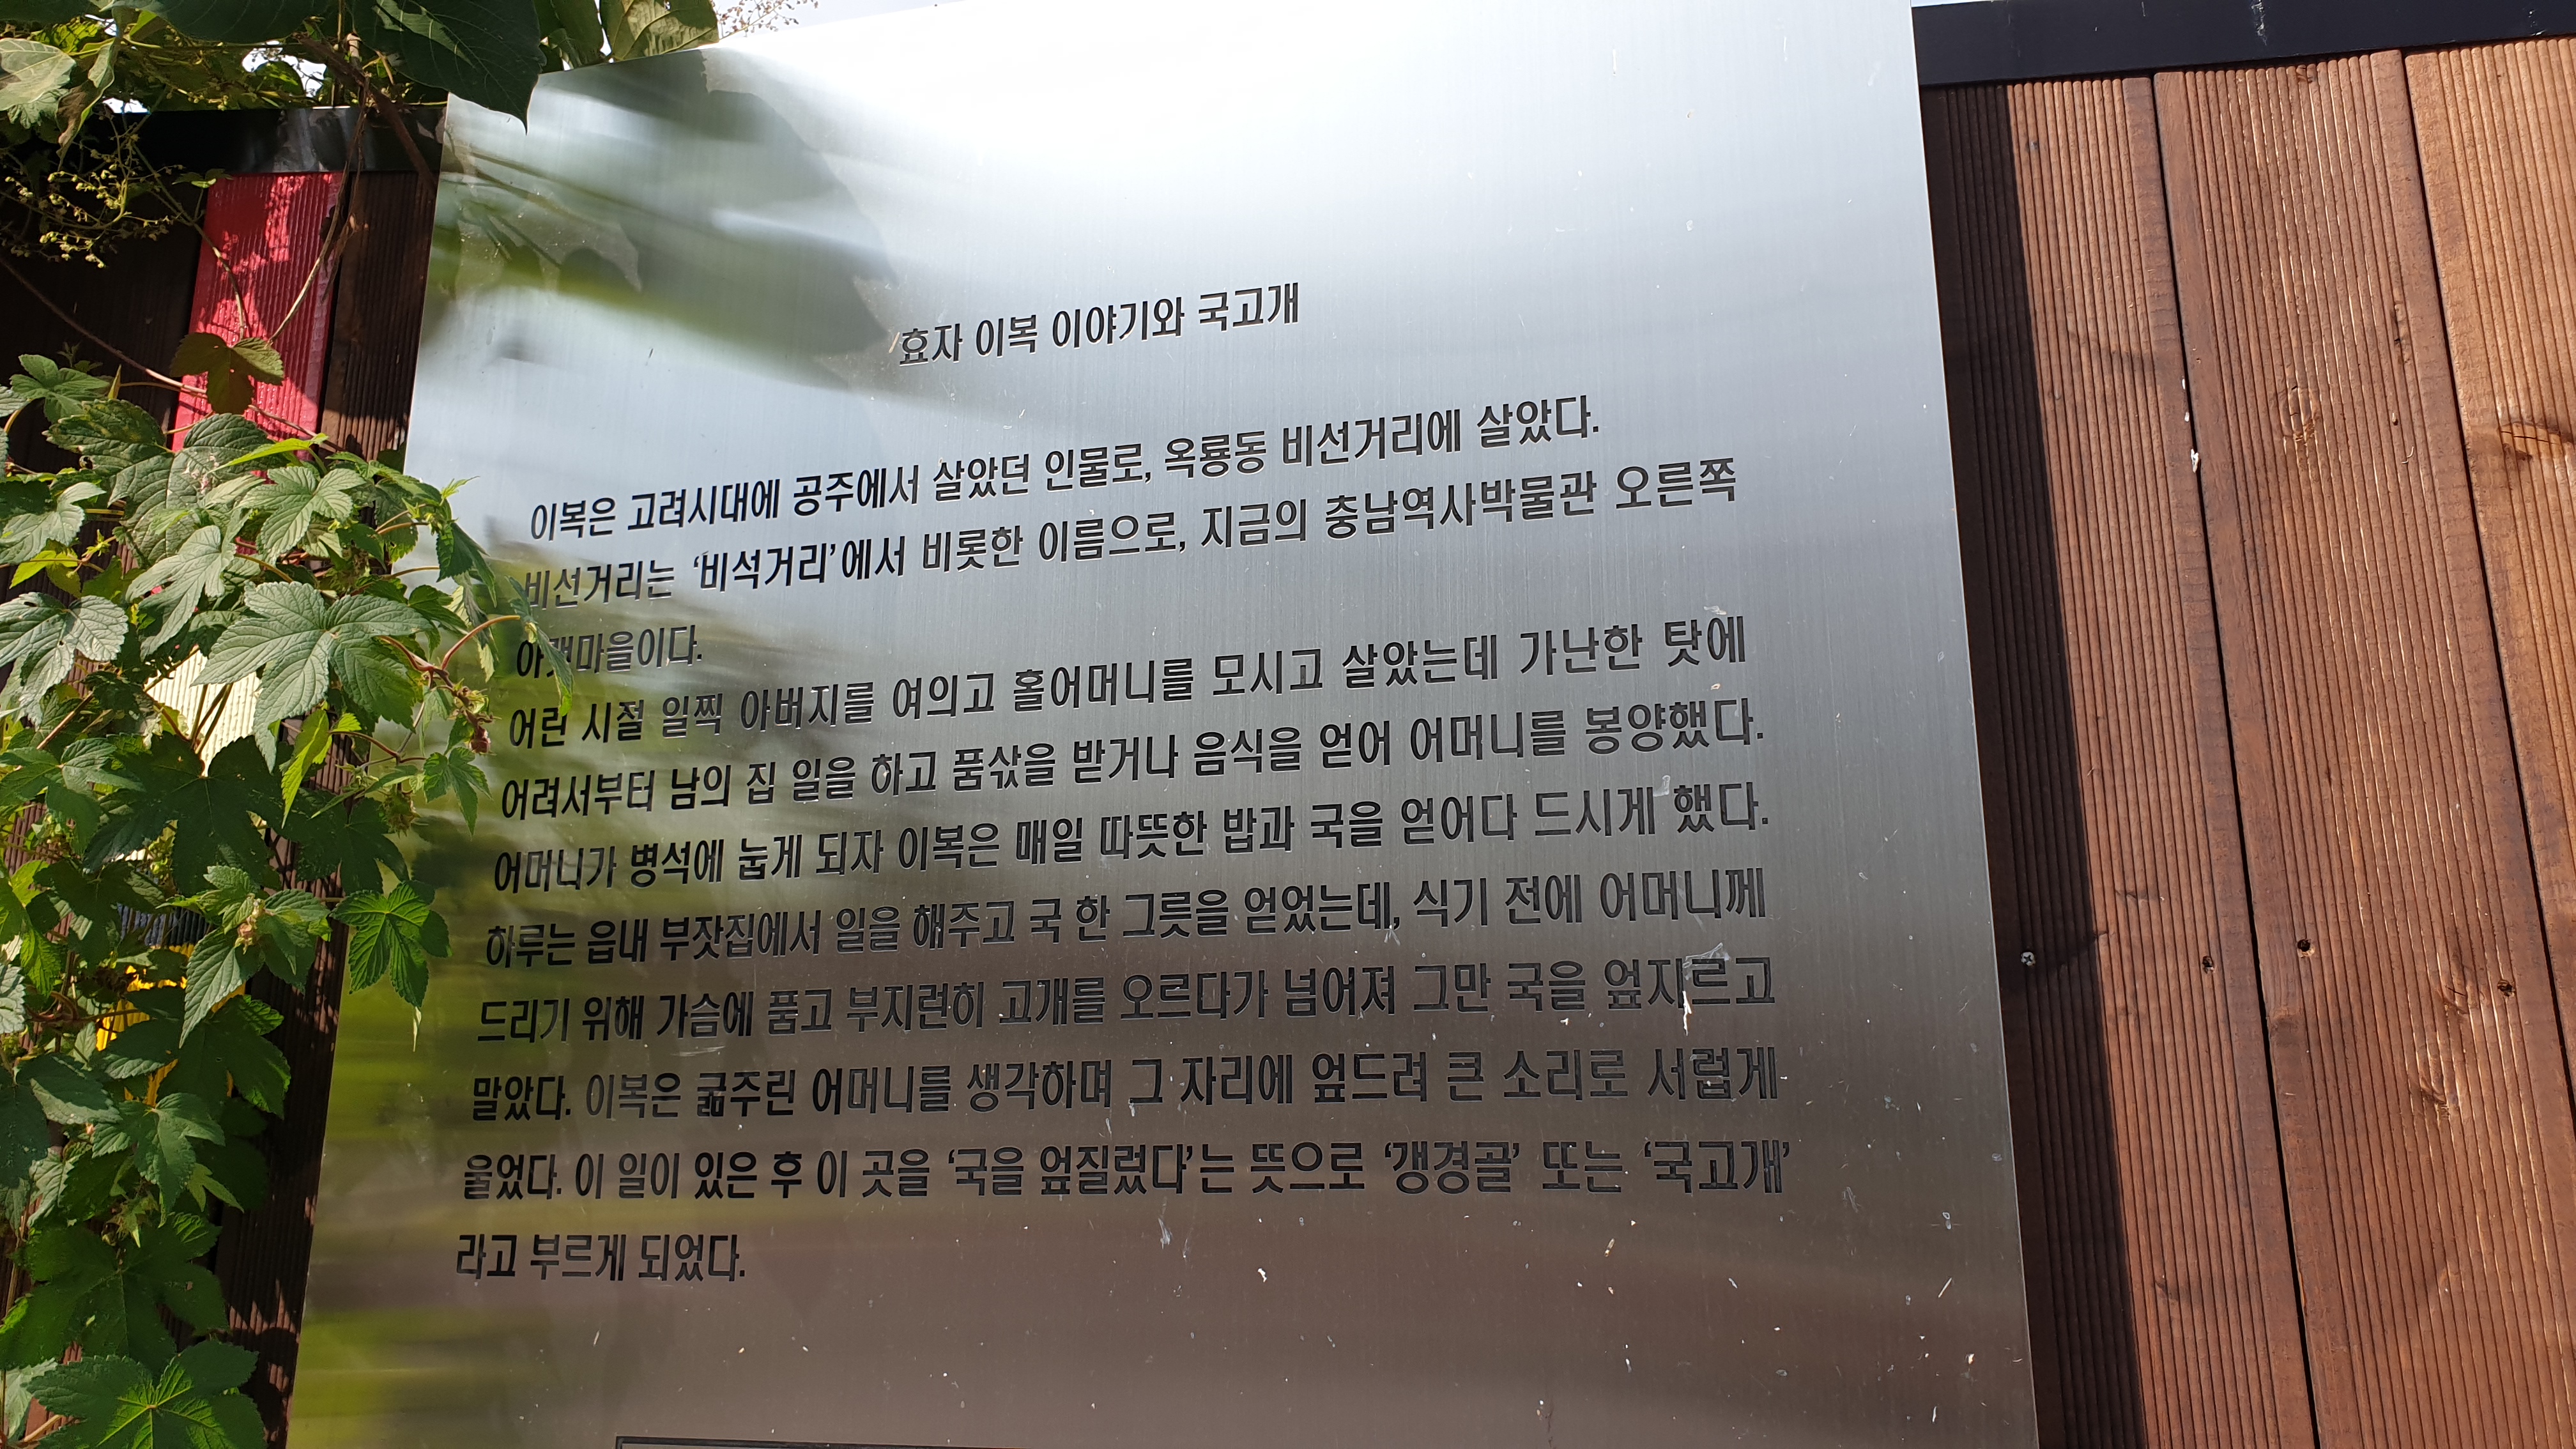 효자 이복 이야기와 국고개
이복은 고려시대에 공주에서 살았던 인물로, 옥룡동 비선거리에 살았다.
비선거리는 ‘비석거리’에서 비롯한 이름으로, 지금의 충남역사박물관 오른쪽
아랫마을이다.
어린 시절 일찍 아버지를 여의고 홀어머니를 모시고 살았는데 가난한 탓에
어려서부터 남의 집 일을 하고 품삯을 받거나 음식을 얻어 어머니를 봉양했다.
어머니가 병석에 눕게 되자 이복은 매일 따뜻한 밥과 국을 얻어다 드시게 했다.
하루는 읍내 부잣집에서 일을 해주고 국 한 그릇을 얻었는데, 식기 전에 어머니께
드리기 위해 가슴에 품고 부지런히 고개를 오르다가 넘어져 그만 국을 엎지르고
말았다. 이복은 굶주린 어머니를 생각하며 그 자리에 엎드려 큰 소리로 서럽게
울었다. 이 일이 있은 후 이 곳을 ‘국을 엎질렀다’는 뜻으로 ‘갱경골’ 또는 ‘국고개’
라고 부르게 되었다.